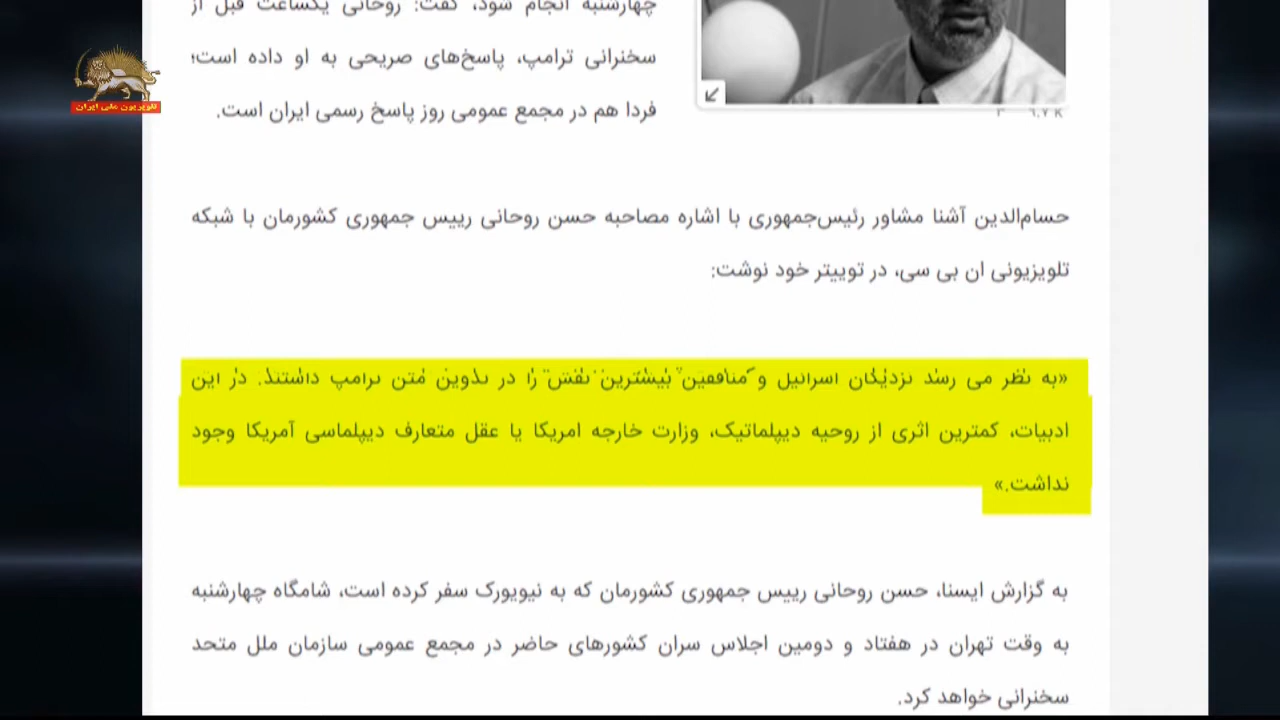 چهارشنبه انجام شود، گفت: روحانی یکساعت قبل از
سخنرانی ترامپ، پاسخ‌های صریحی به او داده است؛
فردا هم در مجمع عمومی روز پاسخ رسمی ایران است.
تلویزیون ملی ایران
حسام‌الدین آشنا مشاور رئیس‌جمهوری با اشاره مصاحبه حسن روحانی رییس جمهوری کشورمان با شبکه
تلویزیونی ان بی سی، در توییتر خود نوشت:
«به نظر می رسد نزدیکان اسرائیل و منافقین بیشترین نقش را در تدوین متن ترامپ داشتند. در این
ادبیات، کمترین اثری از روحیه دیپلماتیک، وزارت خارجه امریکا یا عقل متعارف دیپلماسی آمریکا وجود
نداشت.»
به گزارش ایسنا، حسن روحانی رییس جمهوری کشورمان که به نیویورک سفر کرده است، شامگاه چهارشنبه
به وقت تهران در هفتاد و دومین اجلاس سران کشورهای حاضر در مجمع عمومی سازمان ملل متحد
سخنرانی خواهد کرد.